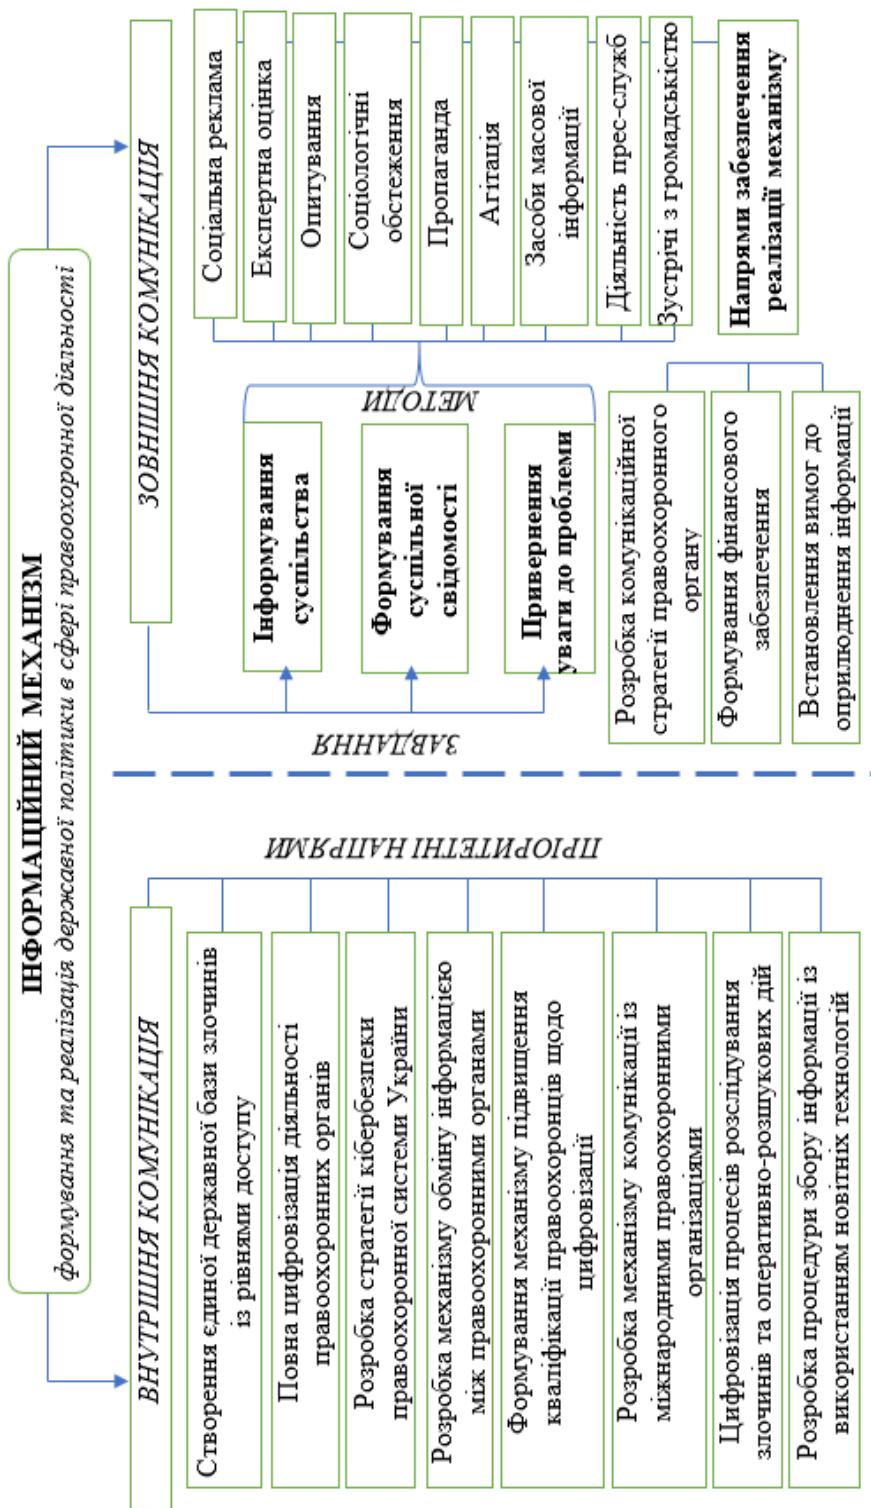 ІНФОРМАЦІЙНИЙ МЕХАНІЗМ
формування та реалізація державної політики в сфері правоохоронної діяльності
ВНУТРІШНЯ КОМУНІКАЦІЯ
Створення єдиної державної бази злочинів
із рівнями доступу
Повна цифровізація діяльності
правоохоронних органів
Розробка стратегії кібербезпеки
правоохоронної системи України
Розробка механізму обміну інформацією
між правоохоронними органами
Формування механізму підвищення
кваліфікації правоохоронців щодо
цифровізації
Розробка механізму комунікації із
міжнародними правоохоронними
організаціями
Цифровізація процесів розслідування
злочинів та оперативно-розшукових дій
Розробка процедури збору інформації із
використанням новітніх технологій
ПРІОРИТЕТНІ НАПРЯМИ
ЗОВНІШНЯ КОМУНІКАЦІЯ
ЗАВДАННЯ
Інформування
суспільства
Формування
суспільної
свідомості
Привернення
уваги до проблеми
МЕТОДИ
Соціальна реклама
Експертна оцінка
Опитування
Соціологічні
обстеження
Пропаганда
Агітація
Засоби масової
інформації
Діяльність прес-служб
Зустрічі з громадськістю
Напрями забезпечення
реалізації механізму
Розробка комунікаційної
стратегії правоохоронного
органу
Формування фінансового
забезпечення
Встановлення вимог до
оприлюднення інформації